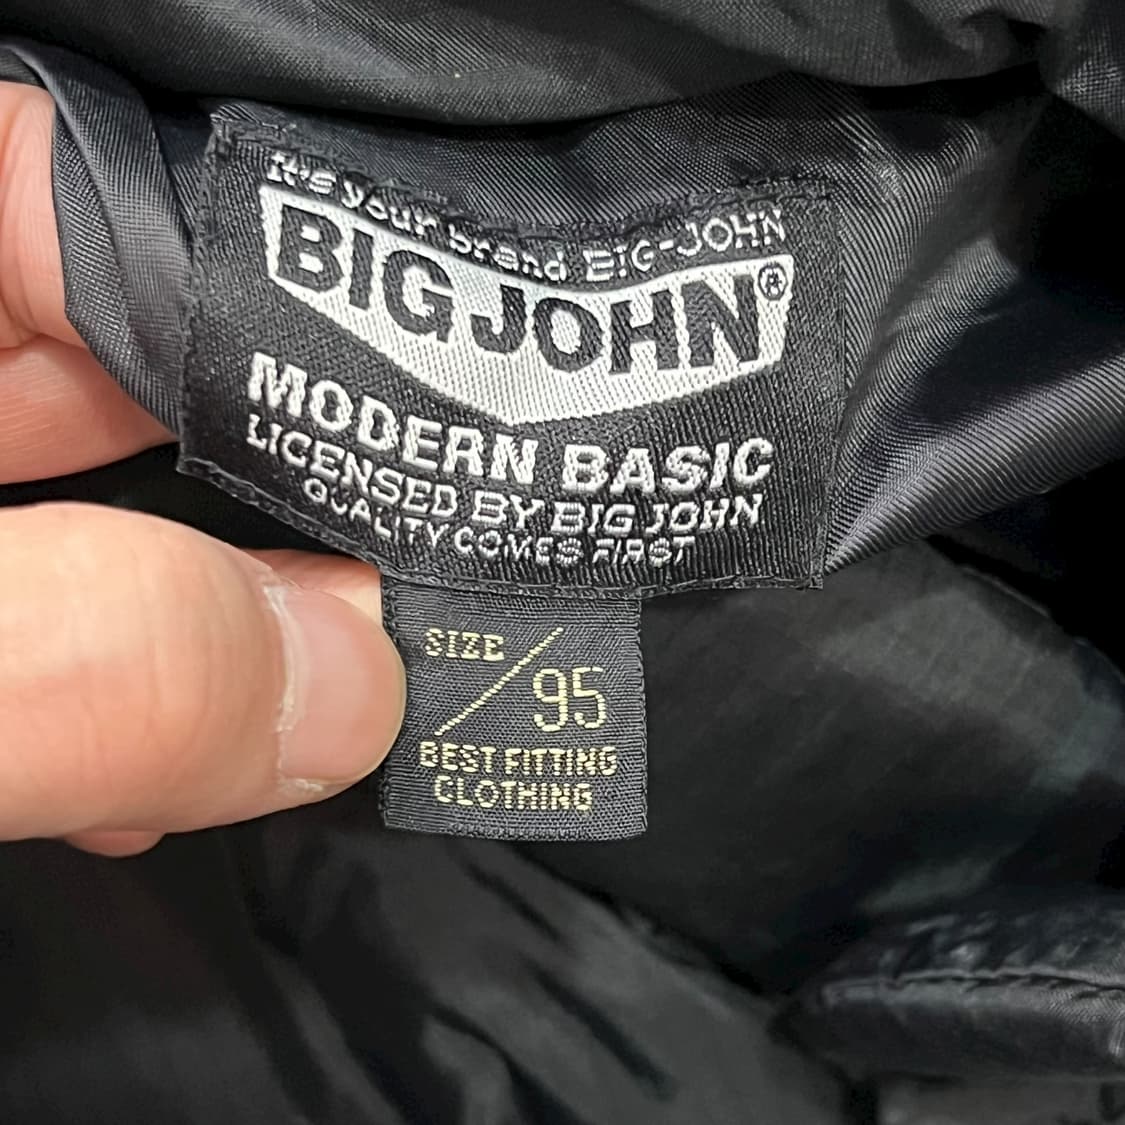 It's your brand BIG-JOHN
BIG JOHN®
MODERN BASIC
LICENSED BY BIG JOHN
QUALITY COMES FIRST
SIZE / 95
BEST FITTING
CLOTHING